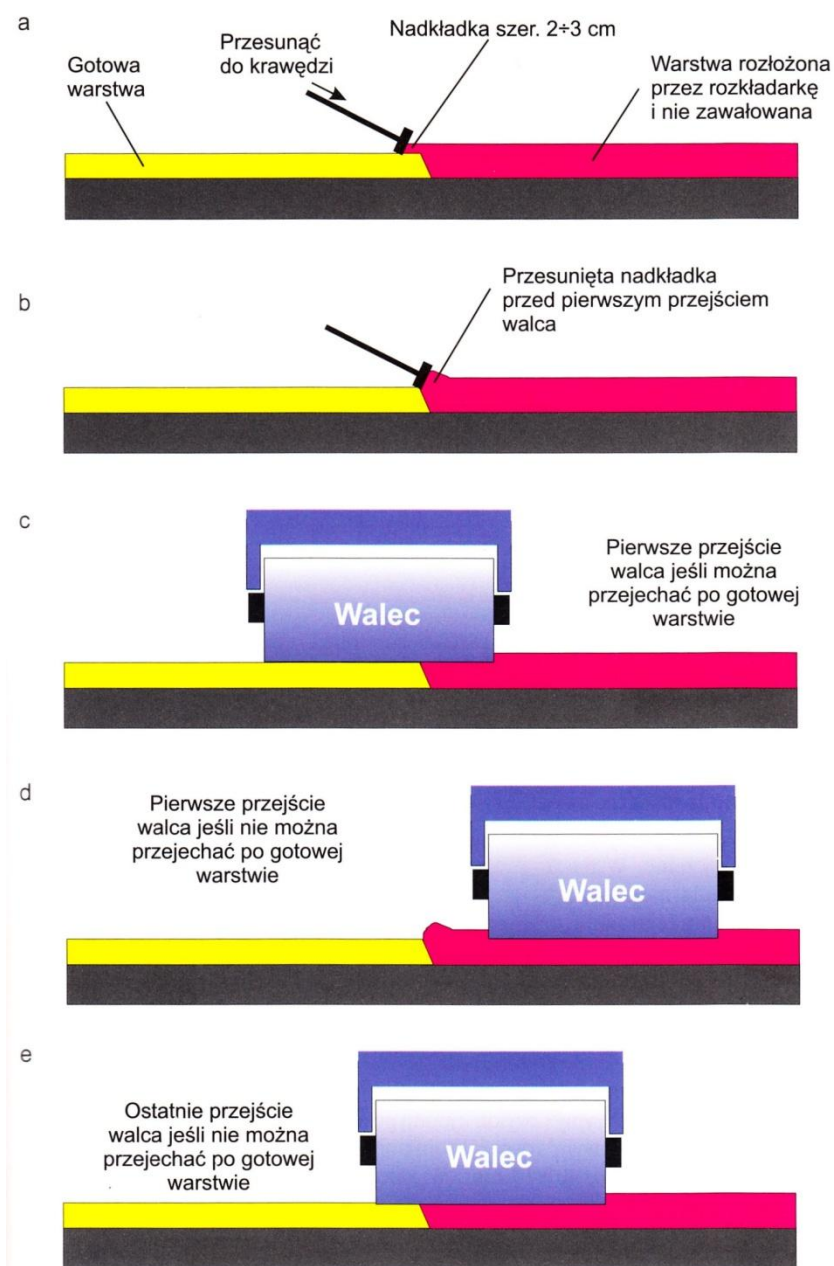 a
Gotowa
warstwa
Przesunąć
do krawędzi
Nadkładka szer. 2÷3 cm
Warstwa rozłożona
przez rozkładarkę
i nie zawałowana
b
Przesunięta nadkładka
przed pierwszym przejściem
walca
c
Walec
Pierwsze przejście
walca jeśli można
przejechać po gotowej
warstwie
d
Pierwsze przejście
walca jeśli nie można
przejechać po gotowej
warstwie
Walec
e
Ostatnie przejście
walca jeśli nie można
przejechać po gotowej
warstwie
Walec